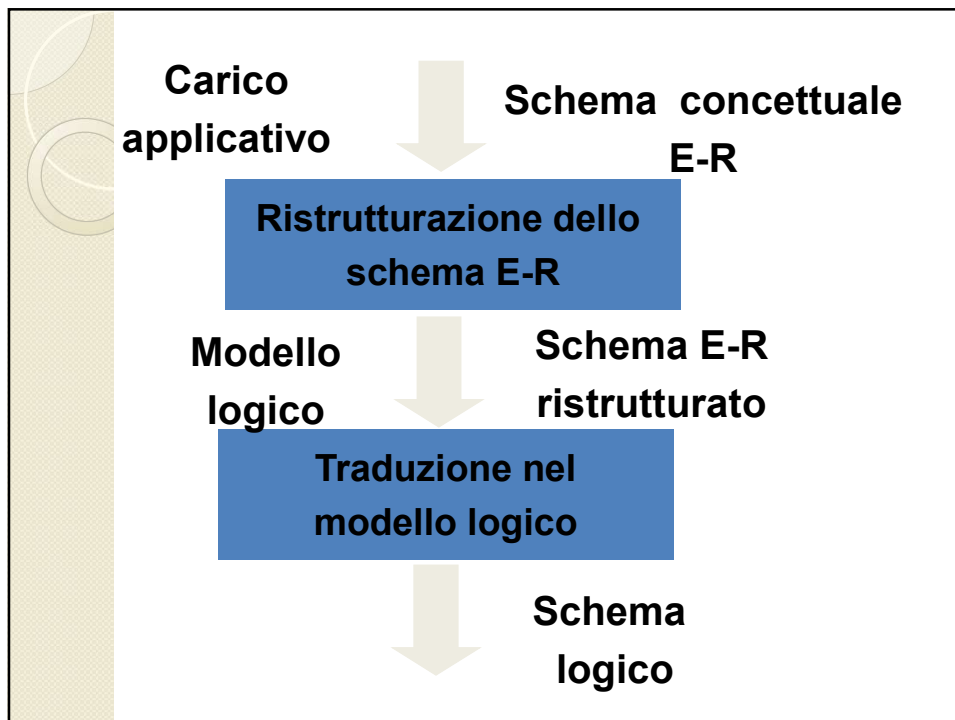 Carico
applicativo
Schema concettuale
E-R
Ristrutturazione dello
schema E-R
Modello
logico
Schema E-R
ristrutturato
Traduzione nel
modello logico
Schema
logico